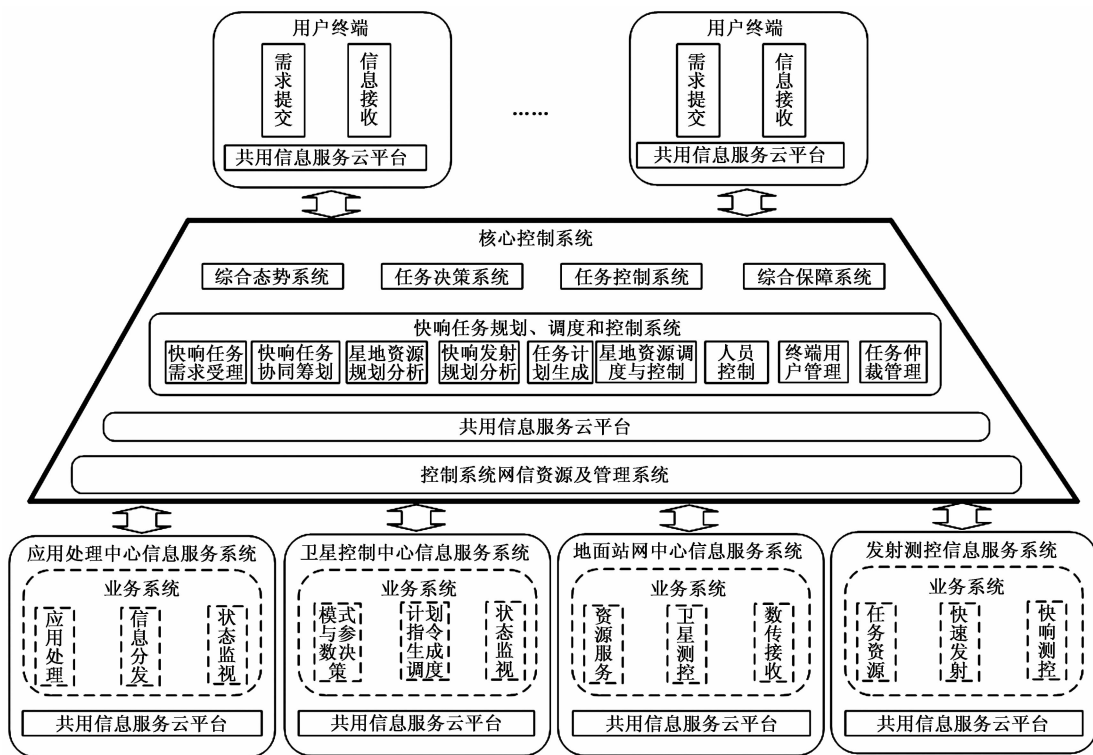 用户终端
需求提交
信息接收
共用信息服务云平台
……
用户终端
需求提交
信息接收
共用信息服务云平台
核心控制系统
综合态势系统
任务决策系统
任务控制系统
综合保障系统
快响任务规划、调度和控制系统
快响任务
需求受理
快响任务
协同筹划
星地资源
规划分析
快响发射
规划分析
任务计
划生成
星地资源调
度与控制
人员
控制
终端用
户管理
任务仲
裁管理
共用信息服务云平台
控制系统网信资源及管理系统
应用处理中心信息服务系统
业务系统
应用处理
信息分发
状态监视
共用信息服务云平台
卫星控制中心信息服务系统
业务系统
模式
与参
数决
策
计划
指令
生成
调度
状态监视
共用信息服务云平台
地面站网中心信息服务系统
业务系统
资源服务
卫星测控
数传接收
共用信息服务云平台
发射测控信息服务系统
业务系统
任务资源
快速发射
快响测控
共用信息服务云平台